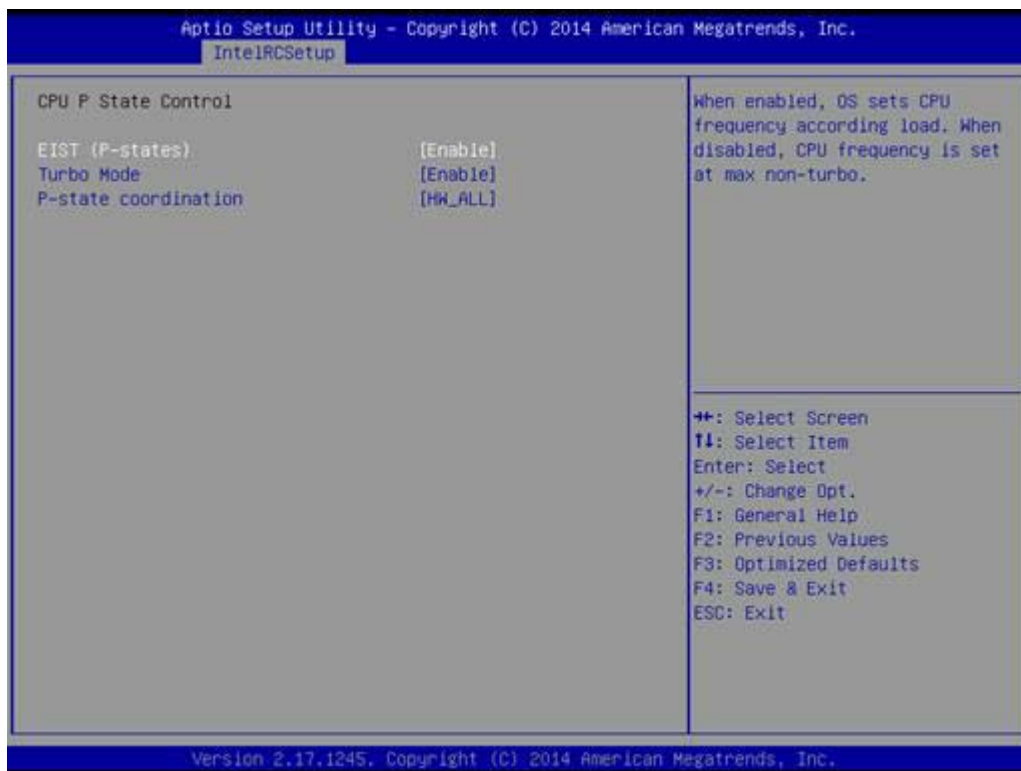 Aptio Setup Utility - Copyright (C) 2014 American Megatrends, Inc.
IntelRCSetup
CPU P State Control
EIST (P-states) [Enable]
Turbo Mode [Enable]
P-state coordination [HW_ALL]
When enabled, OS sets CPU
frequency according load. When
disabled, CPU frequency is set
at max non-turbo.
→←: Select Screen
↑↓: Select Item
Enter: Select
+/-: Change Opt.
F1: General Help
F2: Previous Values
F3: Optimized Defaults
F4: Save & Exit
ESC: Exit
Version 2.17.1245. Copyright (C) 2014 American Megatrends, Inc.